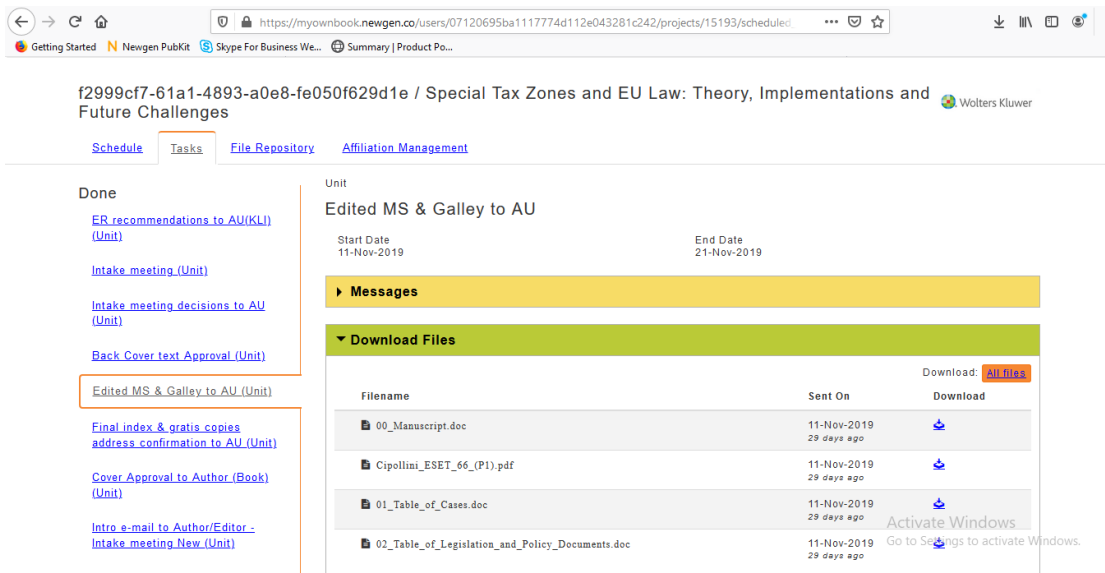 https://myownbook.newgen.co/users/07120695ba1117774d112e043281c242/projects/15193/scheduled
Getting Started Newgen PubKit Skype For Business We... Summary | Product Po...
f2999cf7-61a1-4893-a0e8-fe050f629d1e / Special Tax Zones and EU Law: Theory, Implementations and
Future Challenges
Wolters Kluwer
Schedule Tasks File Repository Affiliation Management
Done
ER recommendations to AU(KLI)
(Unit)
Intake meeting (Unit)
Intake meeting decisions to AU
(Unit)
Back Cover text Approval (Unit)
Edited MS & Galley to AU (Unit)
Final index & gratis copies
address confirmation to AU (Unit)
Cover Approval to Author (Book)
(Unit)
Intro e-mail to Author/Editor -
Intake meeting New (Unit)
Unit
Edited MS & Galley to AU
Start Date End Date
11-Nov-2019 21-Nov-2019
Messages
Download Files
Download: All files
Filename Sent On Download
00_Manuscript.doc 11-Nov-2019
29 days ago
Cipollini_ESET_66_(P1).pdf 11-Nov-2019
29 days ago
01_Table_of_Cases.doc 11-Nov-2019
29 days ago
02_Table_of_Legislation_and_Policy_Documents.doc 11-Nov-2019
29 days ago
Activate Windows
Go to Settings to activate Windows.